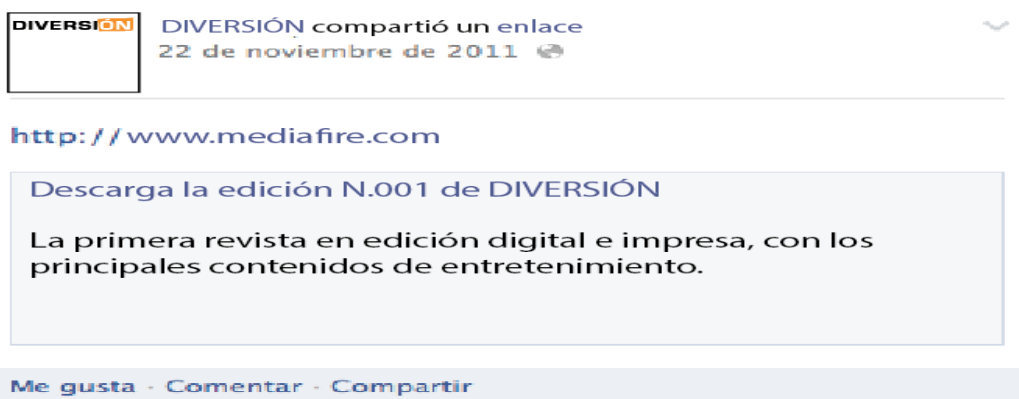 DIVERSIÓN
DIVERSIÓN compartió un enlace
22 de noviembre de 2011
http://www.mediafire.com
Descarga la edición N.001 de DIVERSIÓN
La primera revista en edición digital e impresa, con los
principales contenidos de entretenimiento.
Me gusta · Comentar · Compartir